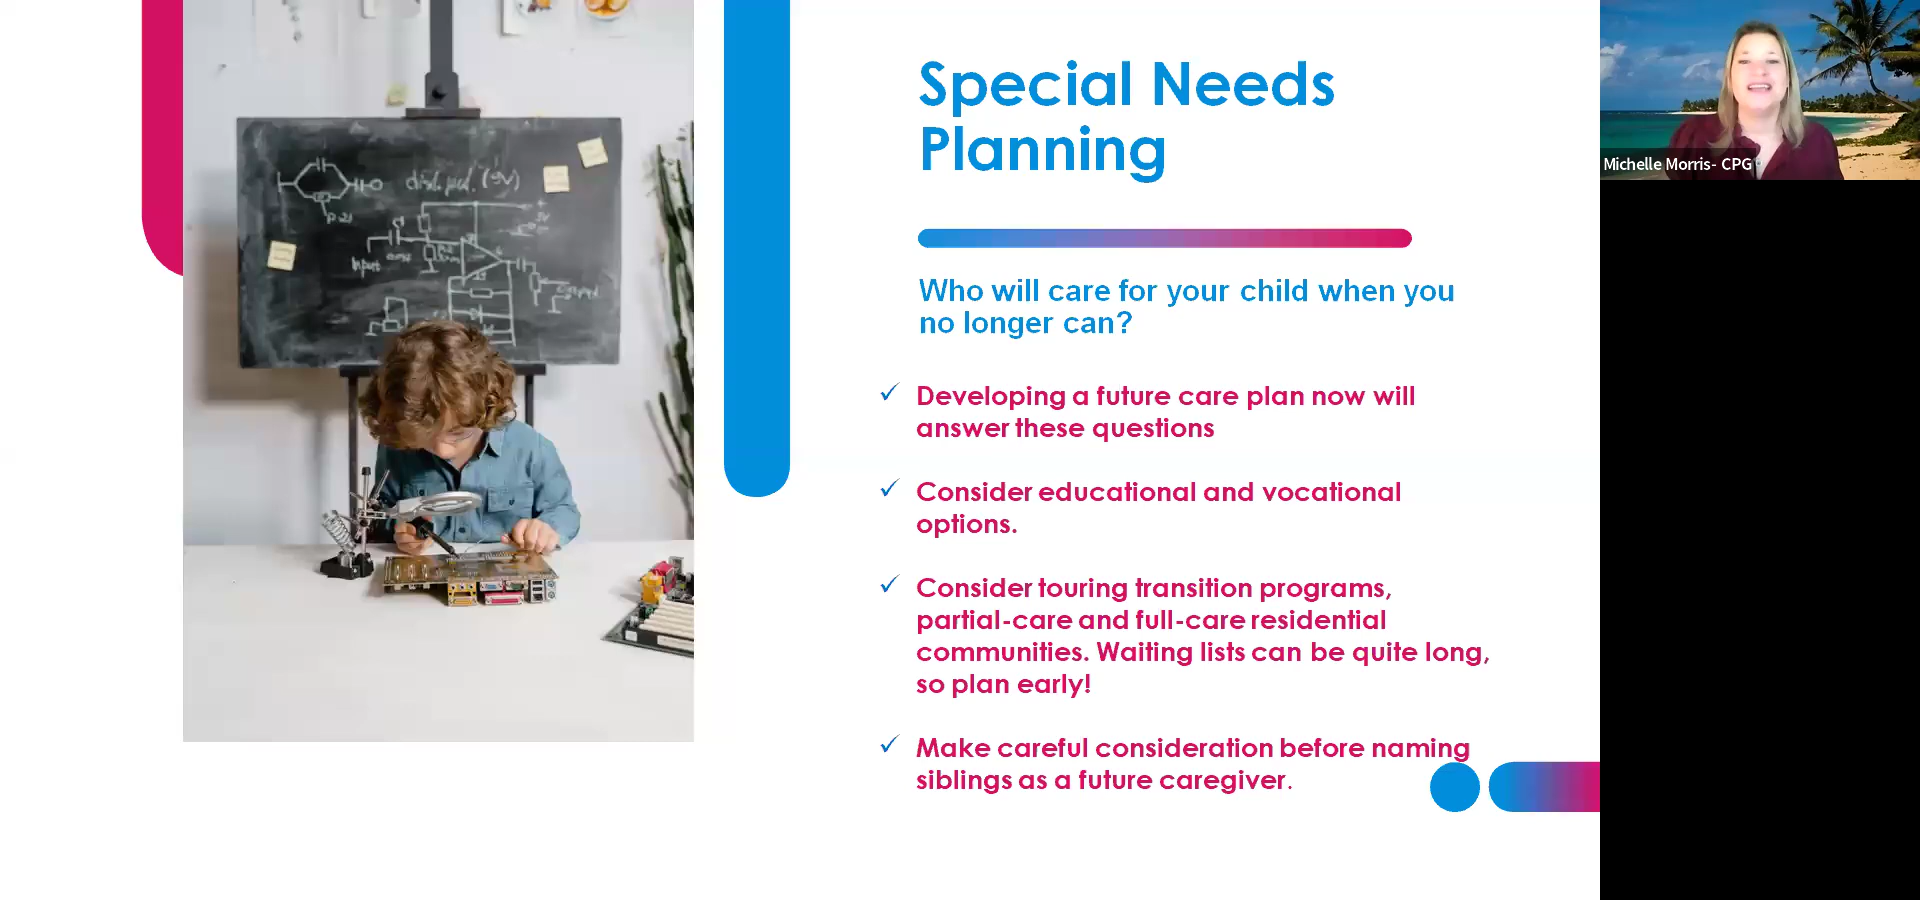 Special Needs
Planning
Who will care for your child when you
no longer can?
Developing a future care plan now will
answer these questions
Consider educational and vocational
options.
Consider touring transition programs,
partial-care and full-care residential
communities. Waiting lists can be quite long,
so plan early!
Make careful consideration before naming
siblings as a future caregiver.
Michelle Morris- CPG
Input